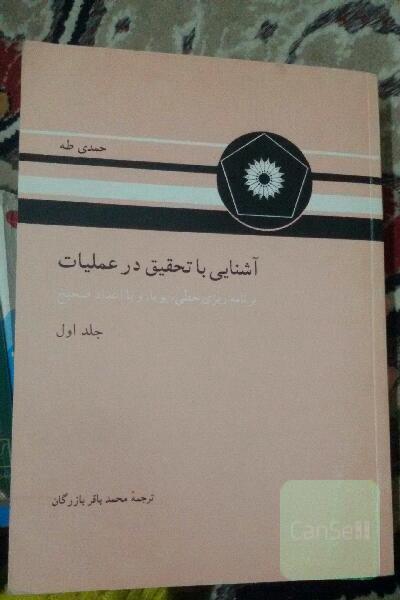 حمدی طه
آشنایی با تحقیق در عملیات
برنامه‌ریزی خطی، پویا، و با اعداد صحیح
جلد اول
ترجمهٔ محمد باقر بازرگان
CanSell